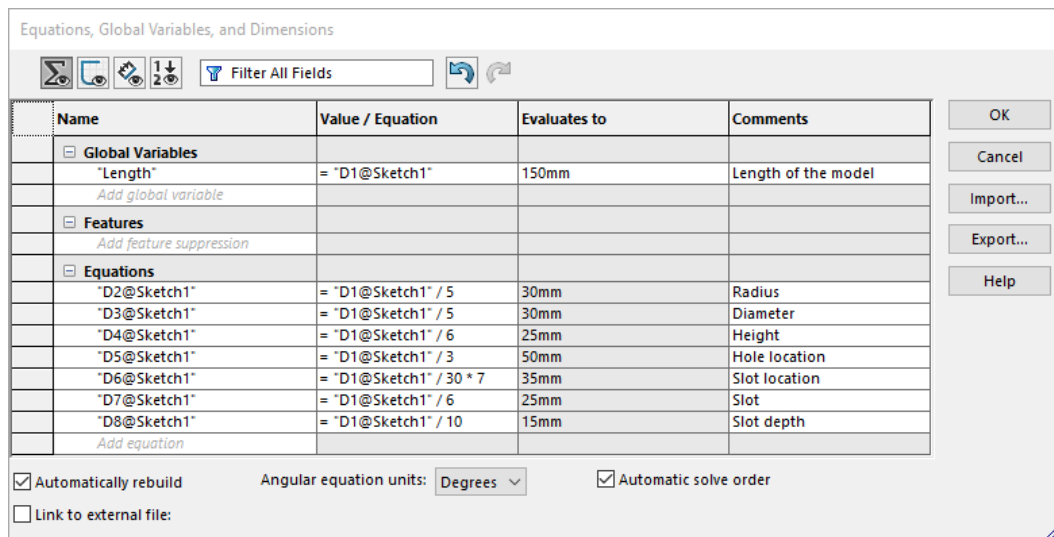 Equations, Global Variables, and Dimensions
Filter All Fields
Name Value / Equation Evaluates to Comments OK
Global Variables Cancel
"Length" = "D1@Sketch1" 150mm Length of the model
Add global variable Import...
Features
Add feature suppression Export...
Equations Help
"D2@Sketch1" = "D1@Sketch1" / 5 30mm Radius
"D3@Sketch1" = "D1@Sketch1" / 5 30mm Diameter
"D4@Sketch1" = "D1@Sketch1" / 6 25mm Height
"D5@Sketch1" = "D1@Sketch1" / 3 50mm Hole location
"D6@Sketch1" = "D1@Sketch1" / 30 * 7 35mm Slot location
"D7@Sketch1" = "D1@Sketch1" / 6 25mm Slot
"D8@Sketch1" = "D1@Sketch1" / 10 15mm Slot depth
Add equation
Automatically rebuild Angular equation units: Degrees Automatic solve order
Link to external file: